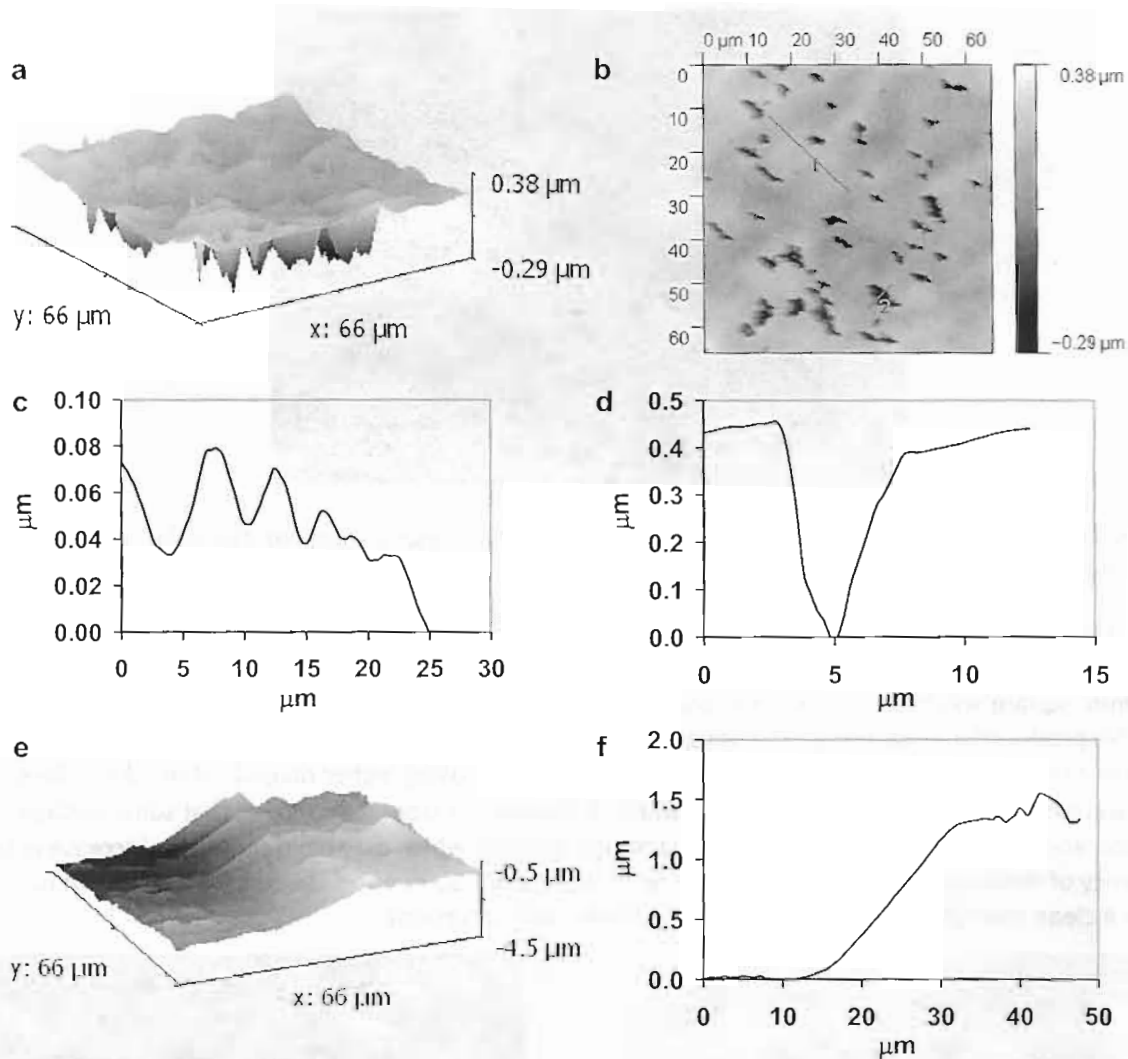 a
0.38 µm
-0.29 µm
y: 66 µm
x: 66 µm
b
0 µm 10 20 30 40 50 60
0
10
20
30
40
50
60
1
2
0.38 µm
−0.29 µm
c
0.10
0.08
0.06
0.04
0.02
0.00
µm
0 5 10 15 20 25 30
µm
d
0.5
0.4
0.3
0.2
0.1
0.0
µm
0 5 10 15
µm
e
-0.5 µm
-4.5 µm
y: 66 µm
x: 66 µm
f
2.0
1.5
1.0
0.5
0.0
µm
0 10 20 30 40 50
µm